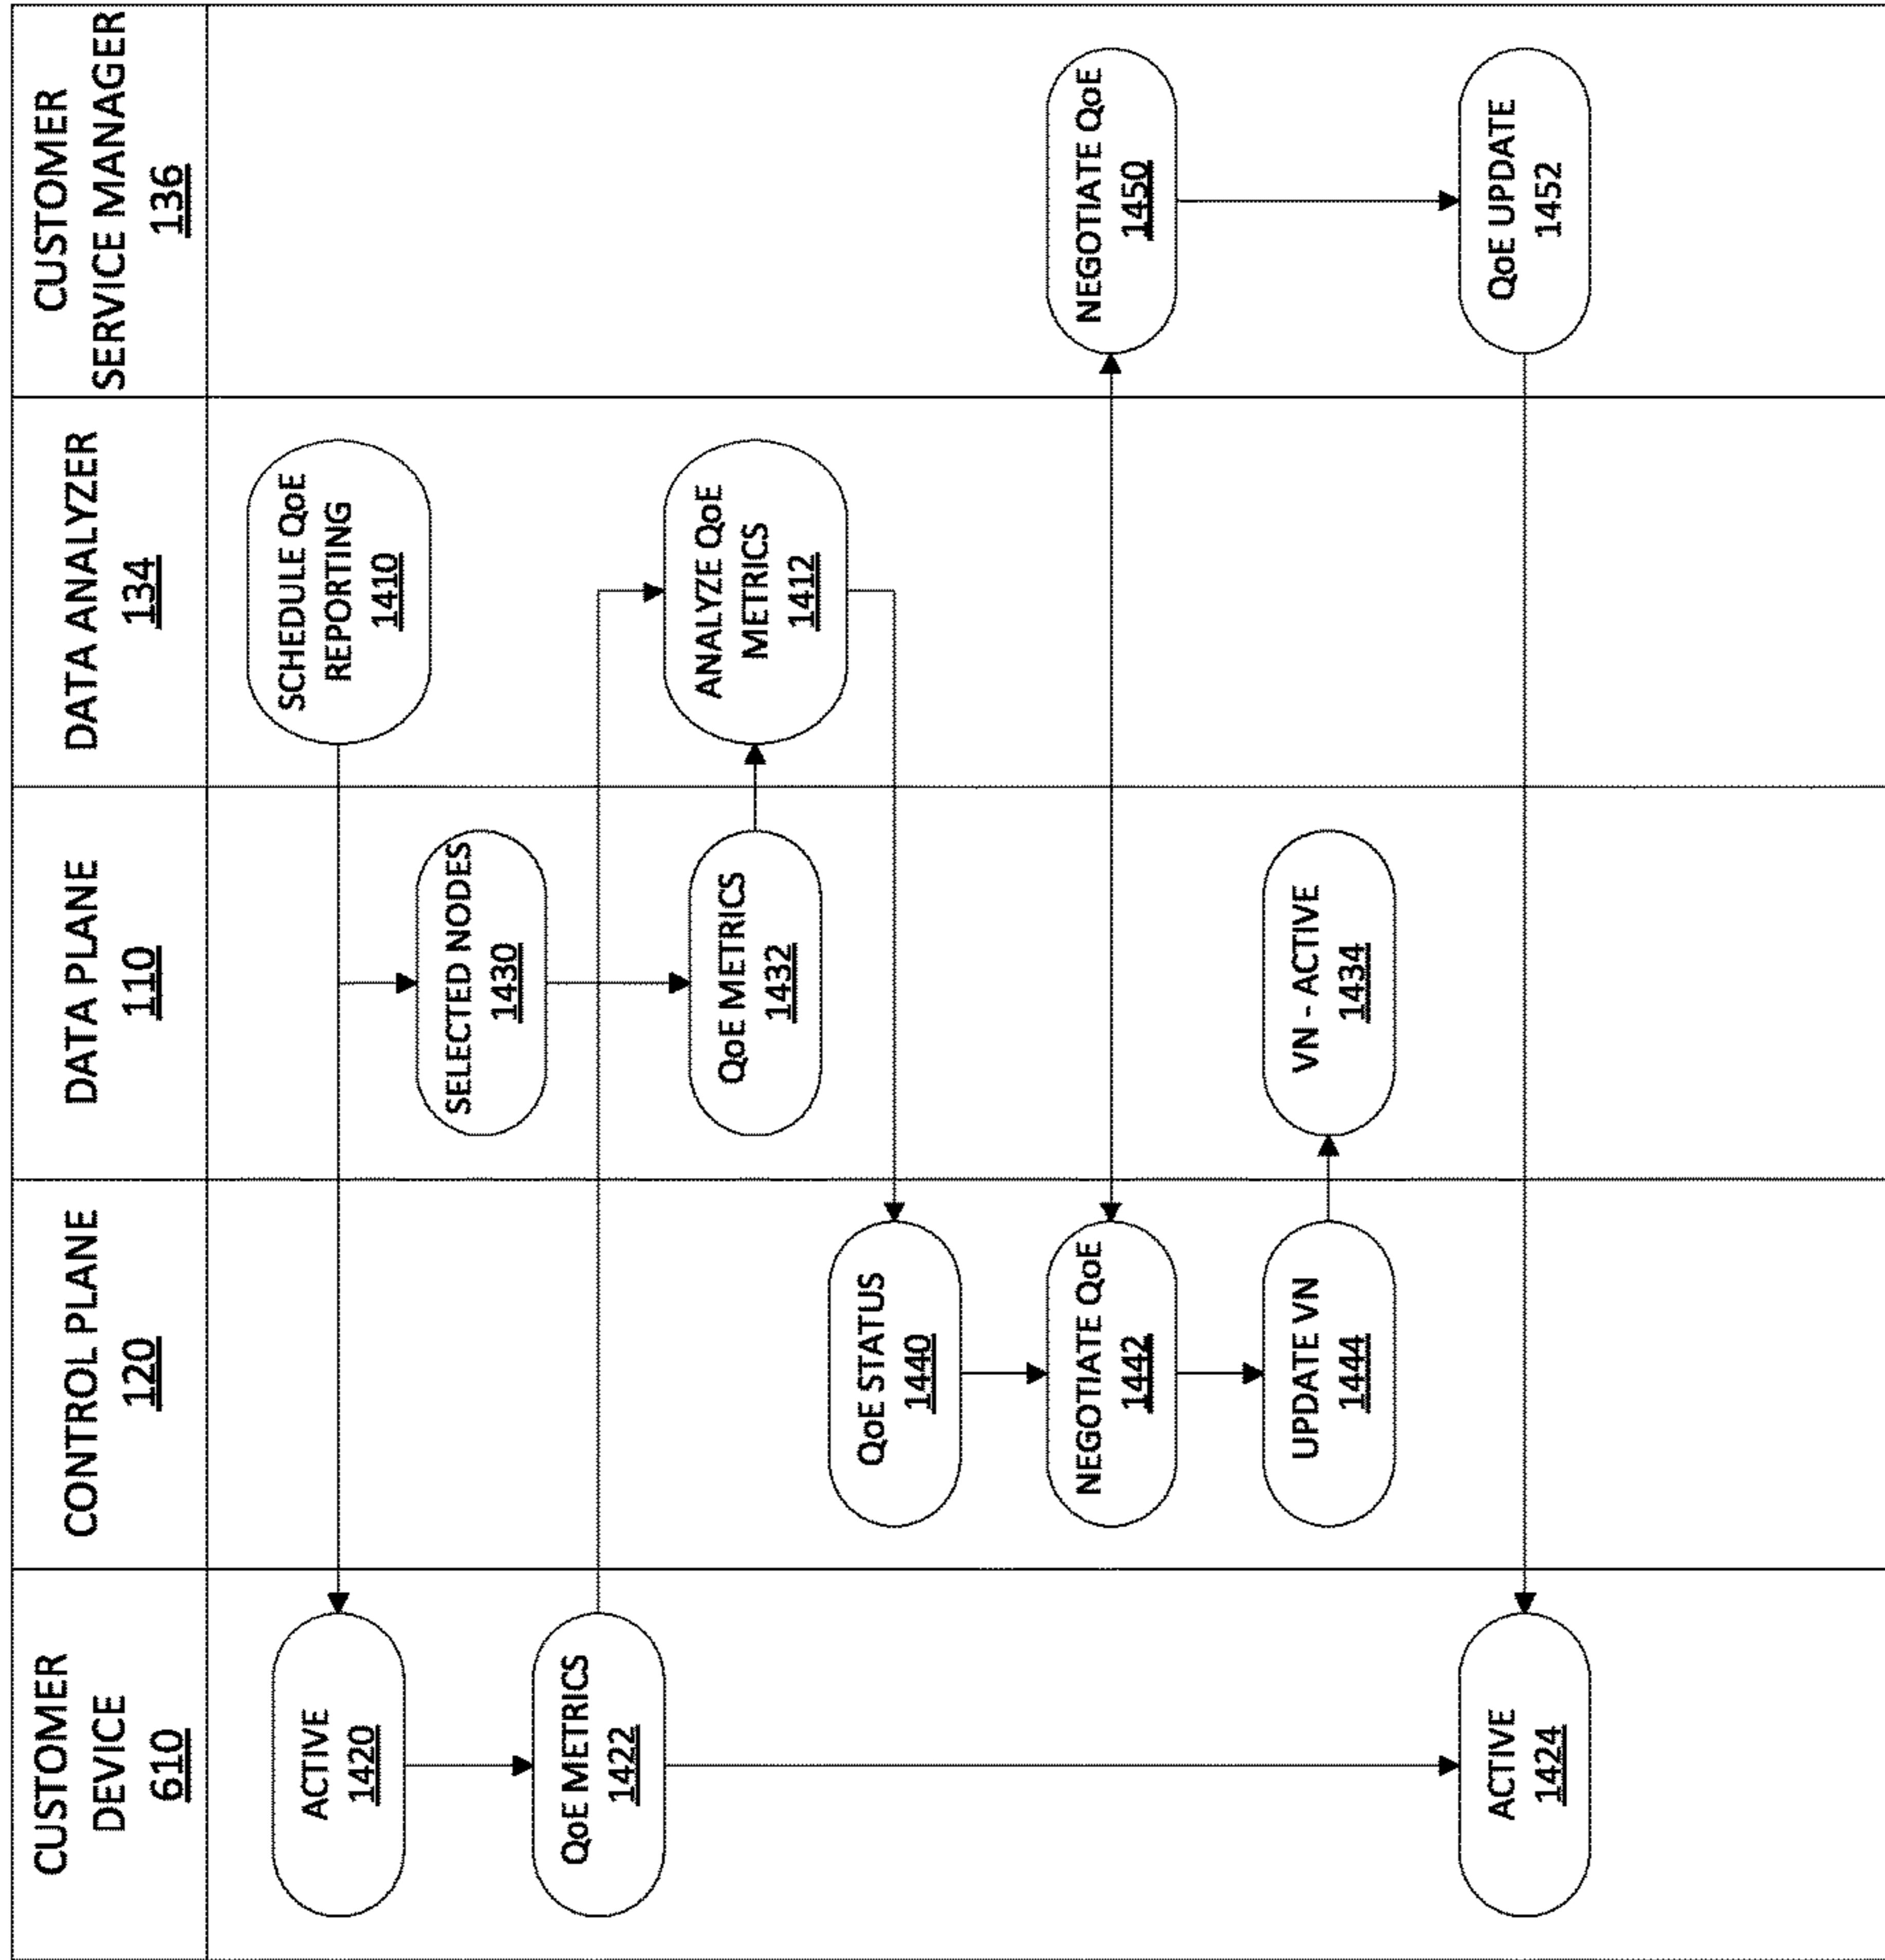 CUSTOMER
DEVICE
610
CONTROL PLANE
120
DATA PLANE
110
DATA ANALYZER
134
CUSTOMER
SERVICE MANAGER
136
ACTIVE
1420
SCHEDULE QoE
REPORTING
1410
SELECTED NODES
1430
QoE METRICS
1422
QoE METRICS
1432
ANALYZE QoE
METRICS
1412
QoE STATUS
1440
NEGOTIATE QoE
1442
NEGOTIATE QoE
1450
UPDATE VN
1444
VN - ACTIVE
1434
ACTIVE
1424
QoE UPDATE
1452